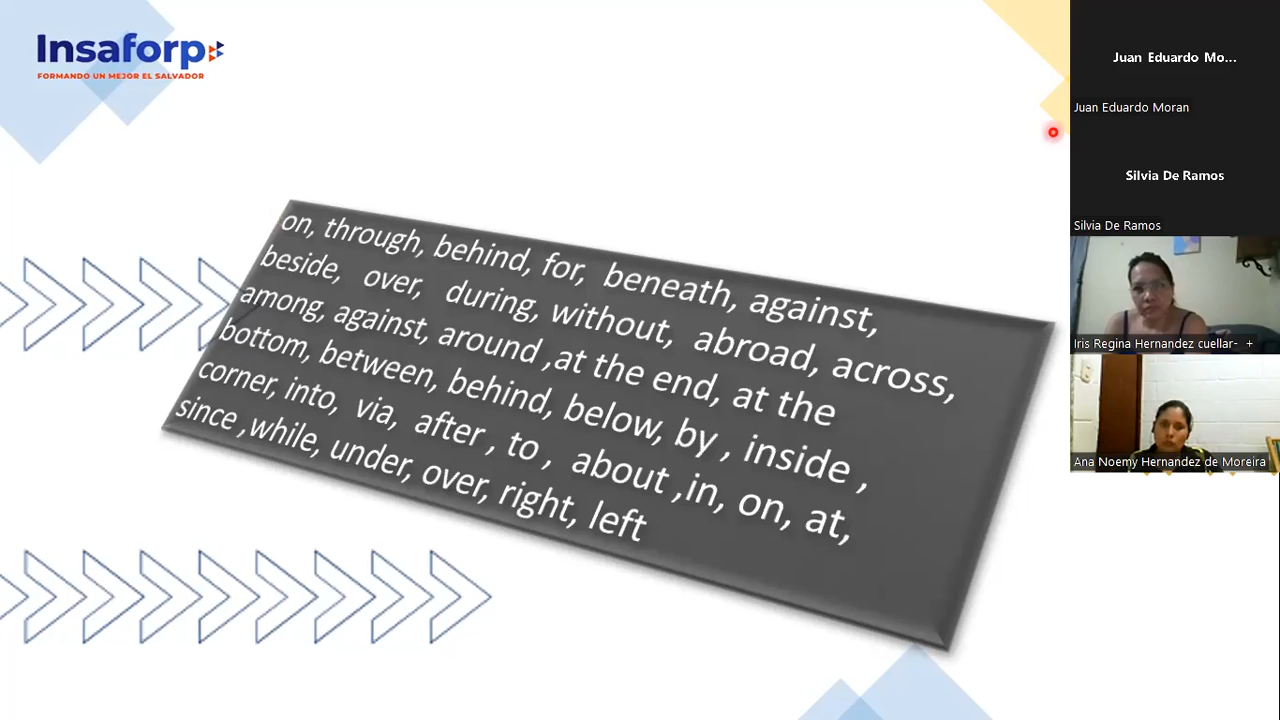 Insaforp
FORMANDO UN MEJOR EL SALVADOR
on, through, behind, for, beneath, against,
beside, over, during, without, abroad, across,
among, against, around ,at the end, at the
bottom, between, behind, below, by , inside ,
corner, into, via, after , to , about ,in, on, at,
since ,while, under, over, right, left
Juan Eduardo Mo...
Juan Eduardo Moran
Silvia De Ramos
Silvia De Ramos
Iris Regina Hernandez cuellar- +
Ana Noemy Hernandez de Moreira